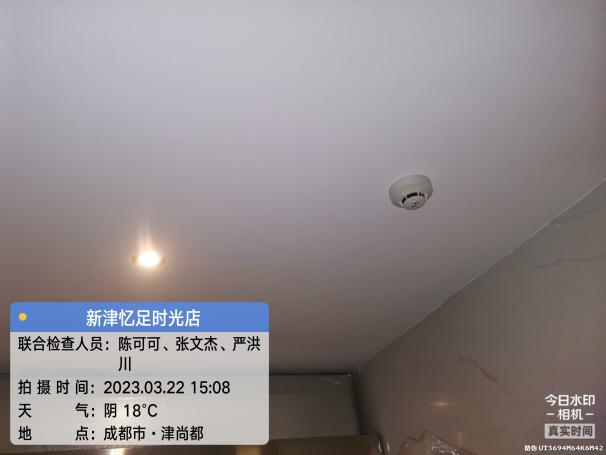 新津忆足时光店
联合检查人员：陈可可、张文杰、严洪
川
拍摄时间：2023.03.22 15:08
天气：阴 18°C
地点：成都市·津尚都
今日水印
相机
真实时间
防伪 UT3694M64K6M42